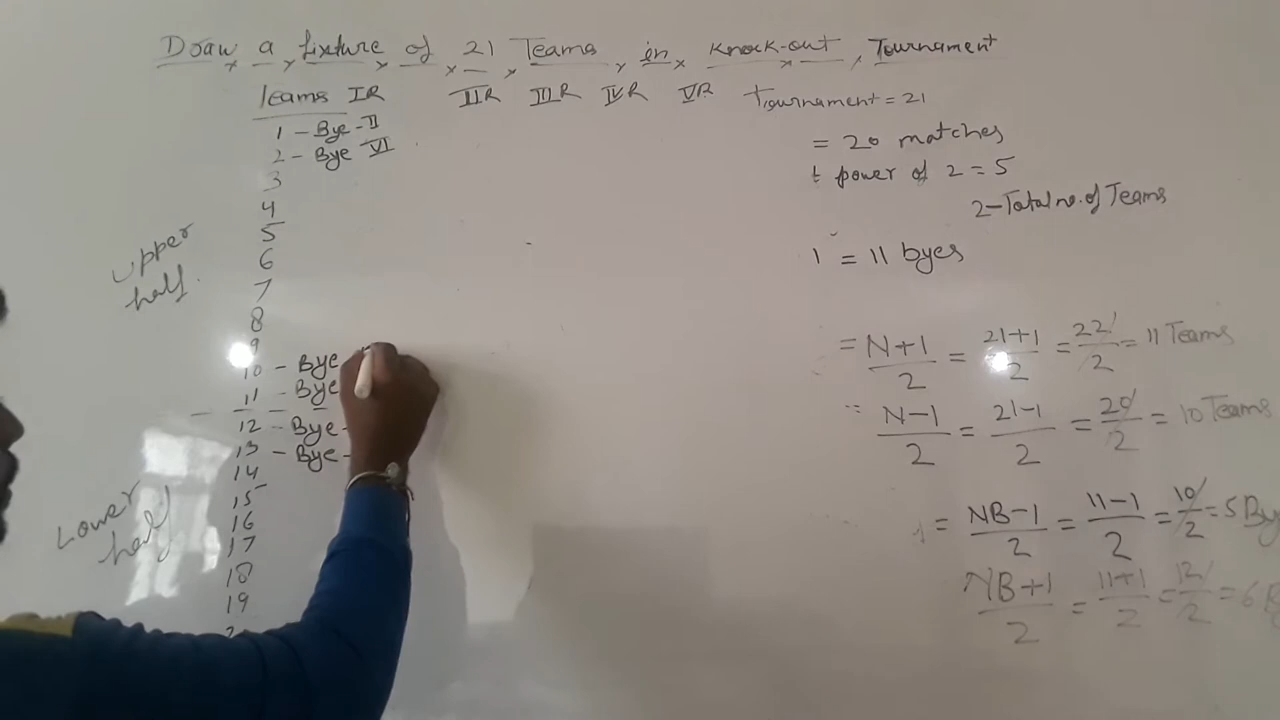 Draw a fixture of 21 Teams in Knock-out Tournament
Teams IR IIR IIIR IVR VR
1 - Bye - II
2 - Bye VI
3
4
5
6
7
8
9
10 - Bye
11 - Bye
12 - Bye -
13 - Bye -
14
15
16
17
18
19
Upper half.
Lower half
Tournament = 21
= 20 matches
t power of 2 = 5
2 - Total no. of Teams
= 11 byes
= N+1/2 = 21+1/2 = 22/2 = 11 Teams
N-1/2 = 21-1/2 = 20/2 = 10 Teams
= NB-1/2 = 11-1/2 = 10/2 = 5 By
NB+1/2 = 11+1/2 = 12/2 = 6 B